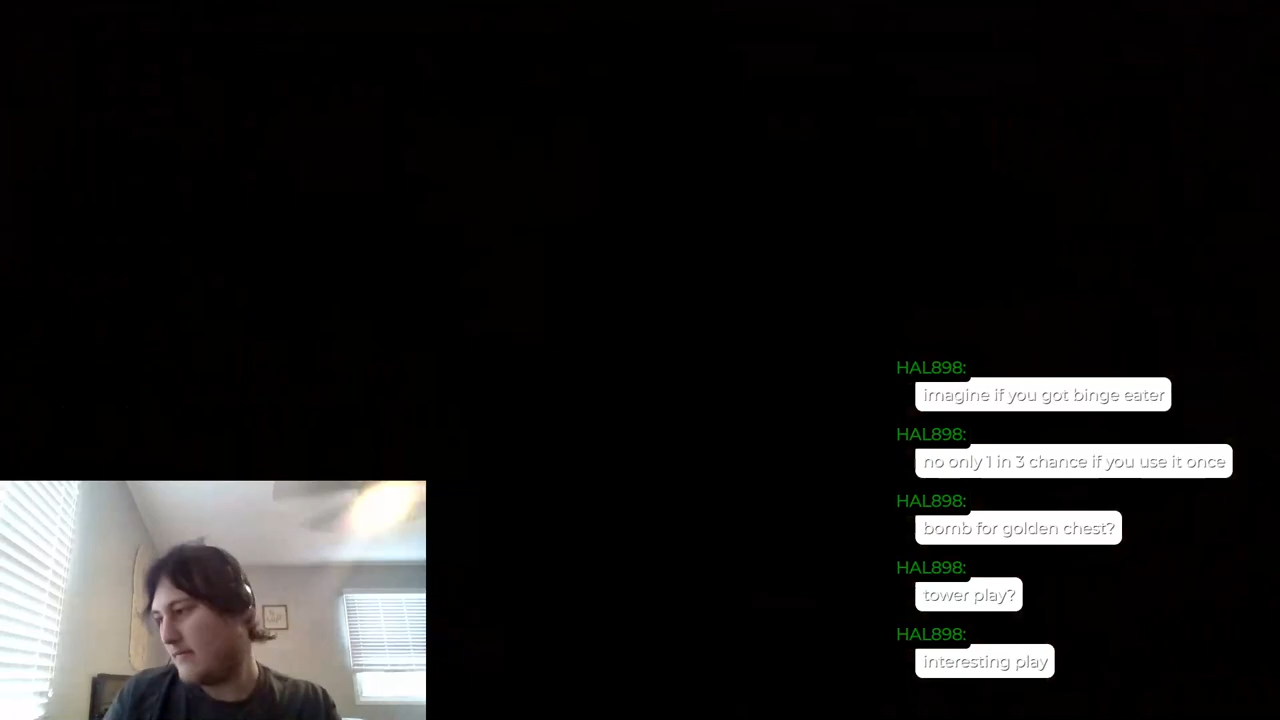 HAL898:
imagine if you got binge eater
HAL898:
no only 1 in 3 chance if you use it once
HAL898:
bomb for golden chest?
HAL898:
tower play?
HAL898:
interesting play